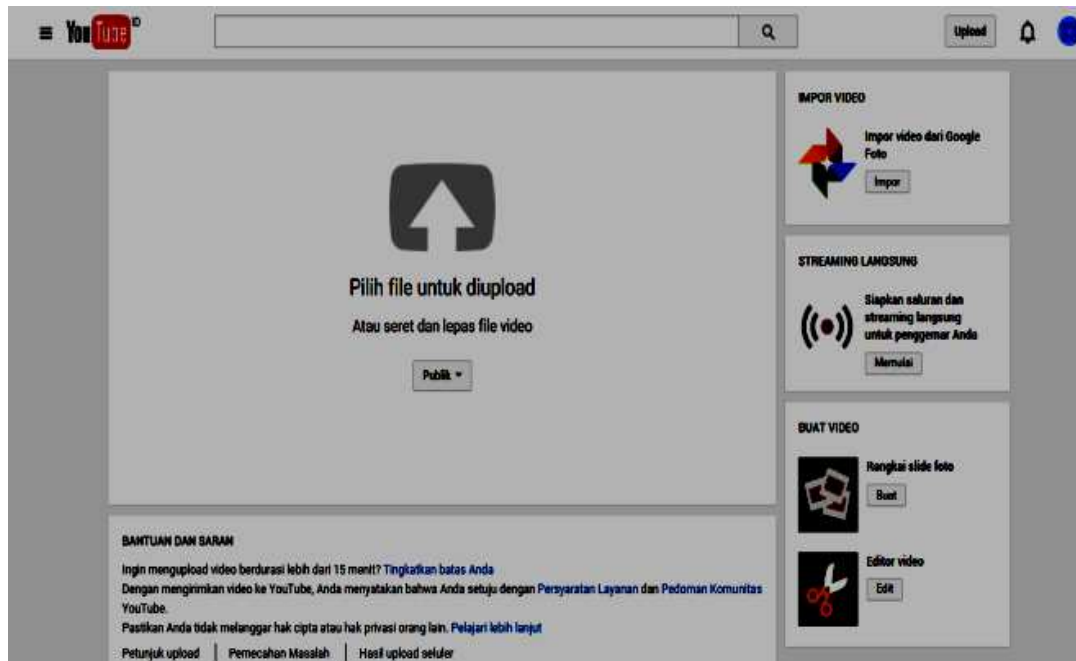 YouTube ID
Upload
Pilih file untuk diupload
Atau seret dan lepas file video
Publik
IMPOR VIDEO
Impor video dari Google
Foto
Impor
STREAMING LANGSUNG
Siapkan saluran dan
streaming langsung
untuk penggemar Anda
Memulai
BUAT VIDEO
Rangkai slide foto
Buat
Editor video
Edit
BANTUAN DAN SARAN
Ingin mengupload video berdurasi lebih dari 15 menit? Tingkatkan batas Anda
Dengan mengirimkan video ke YouTube, Anda menyatakan bahwa Anda setuju dengan Persyaratan Layanan dan Pedoman Komunitas
YouTube.
Pastikan Anda tidak melanggar hak cipta atau hak privasi orang lain. Pelajari lebih lanjut
Petunjuk upload | Pemecahan Masalah | Hasil upload seluler